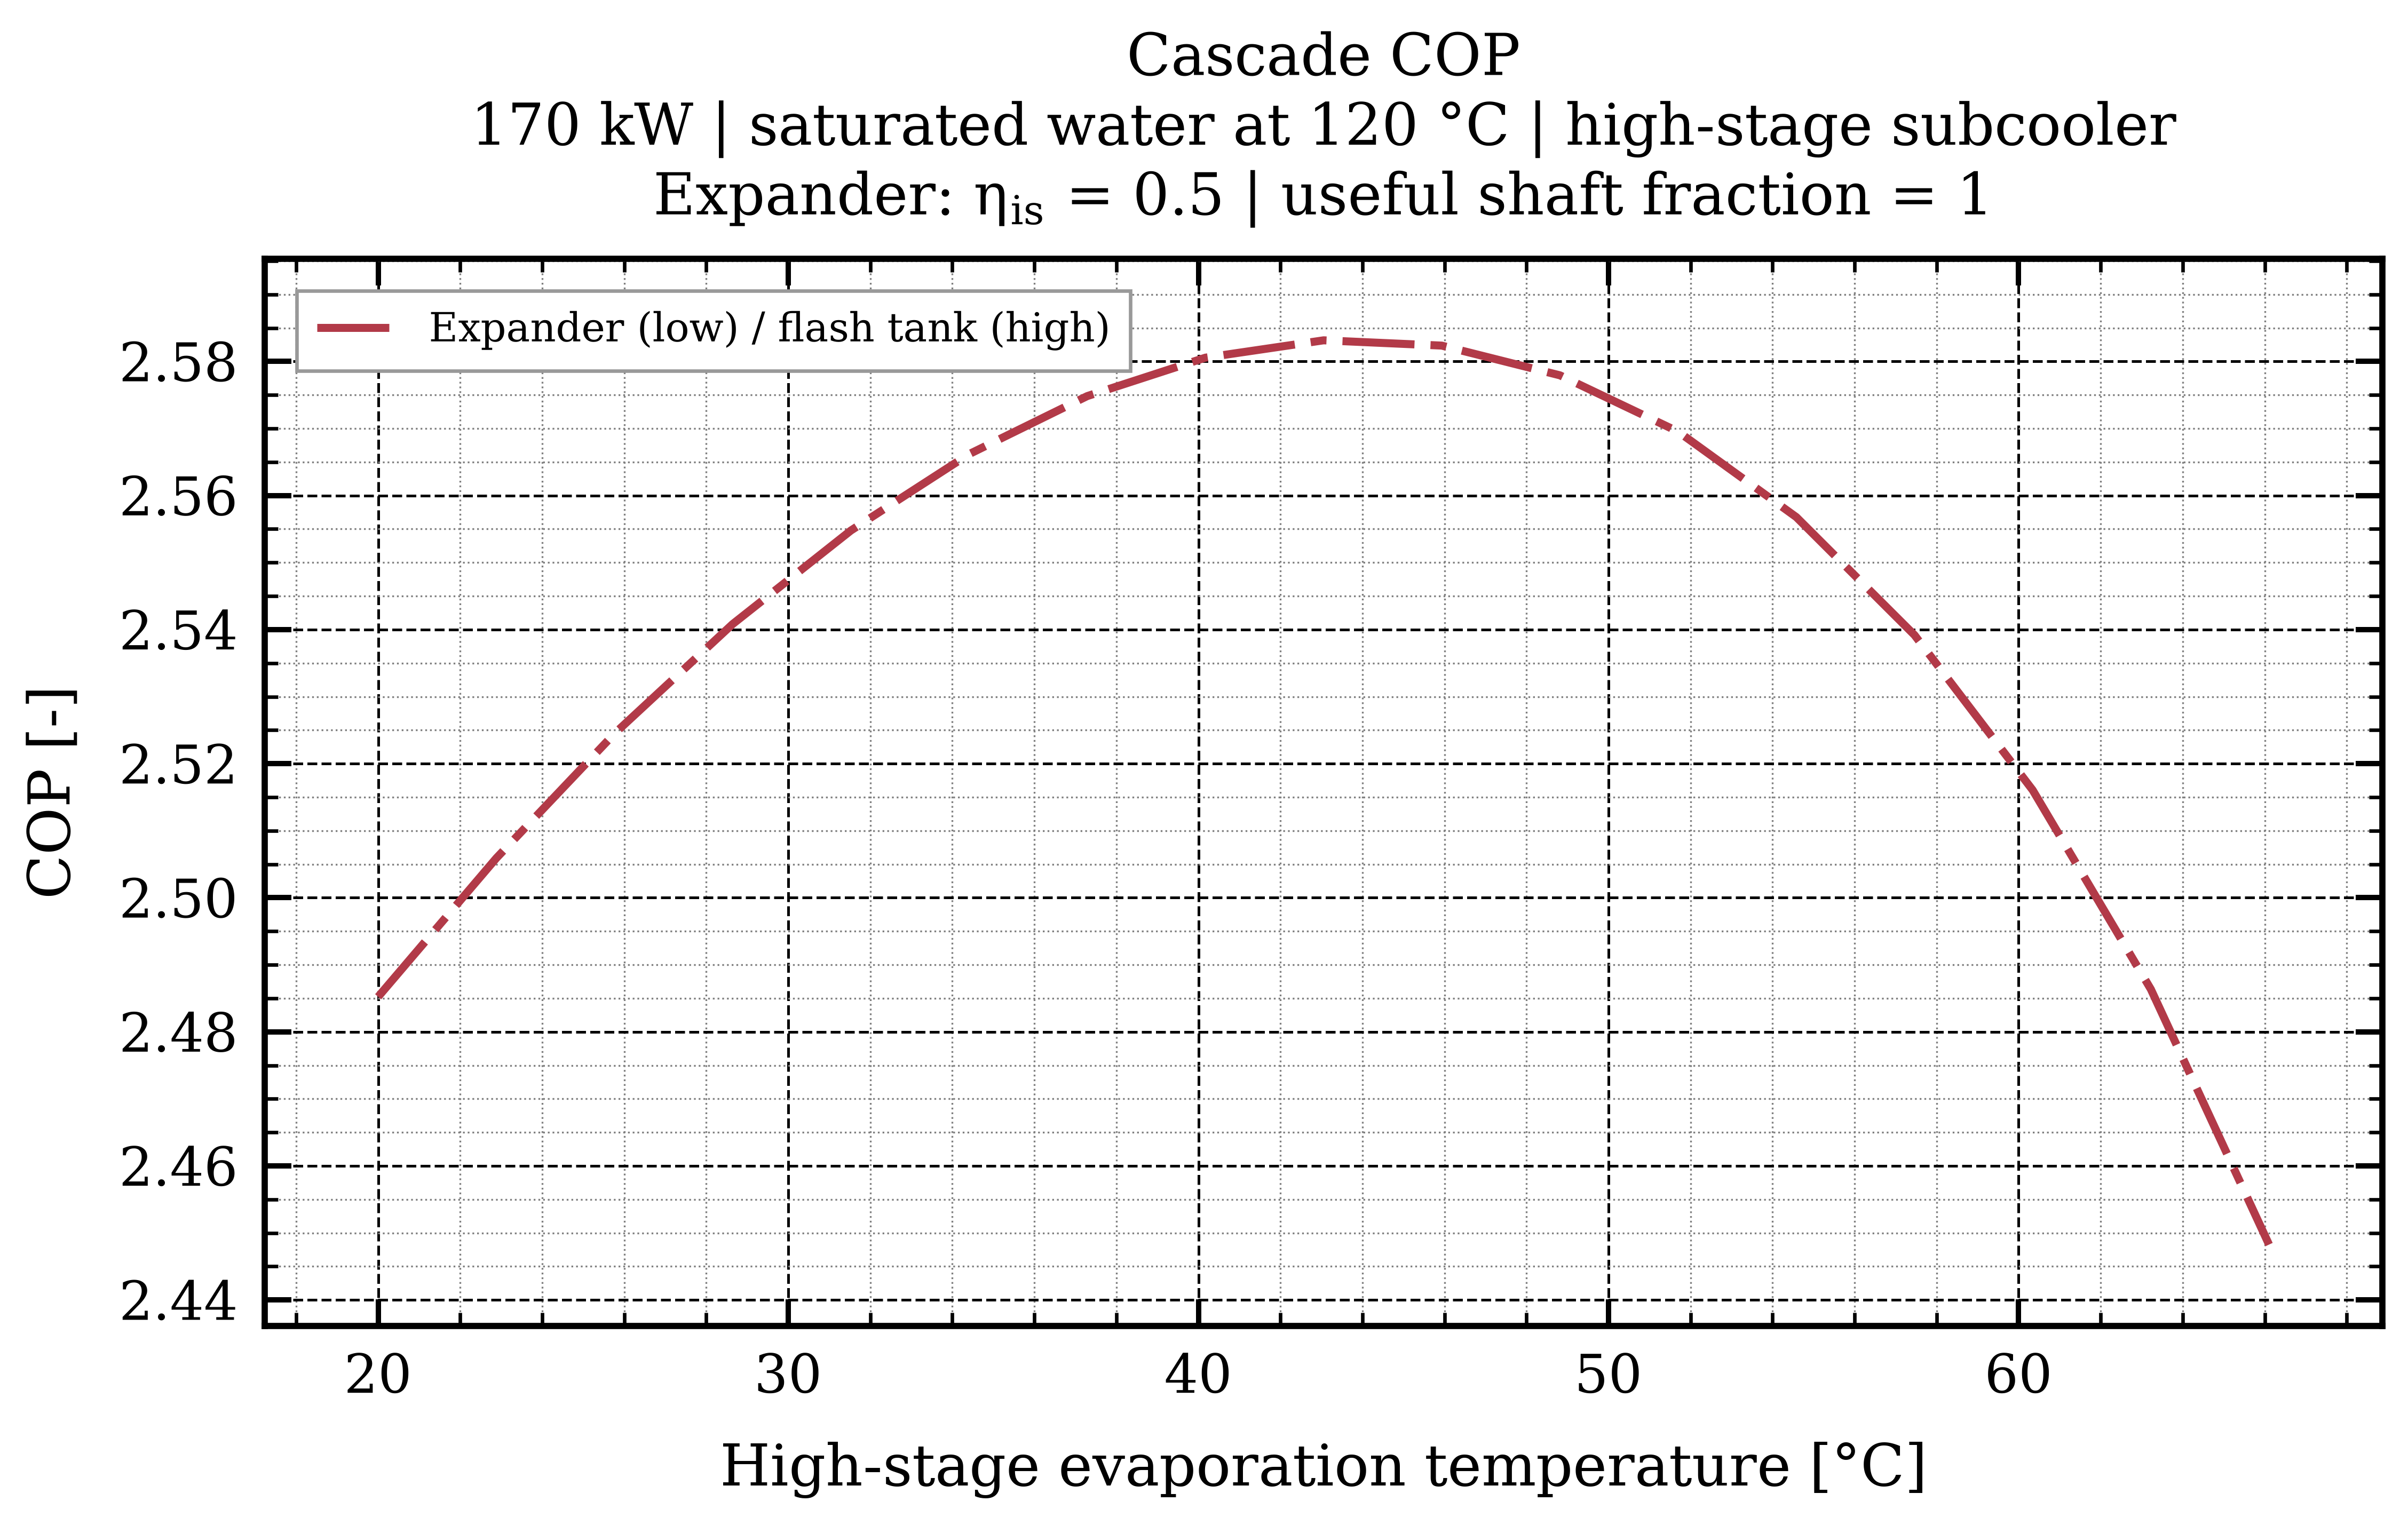 Cascade COP
170 kW | saturated water at 120 °C | high-stage subcooler
Expander: ηis = 0.5 | useful shaft fraction = 1
Expander (low) / flash tank (high)
COP [-]
2.58
2.56
2.54
2.52
2.50
2.48
2.46
2.44
20 30 40 50 60
High-stage evaporation temperature [°C]